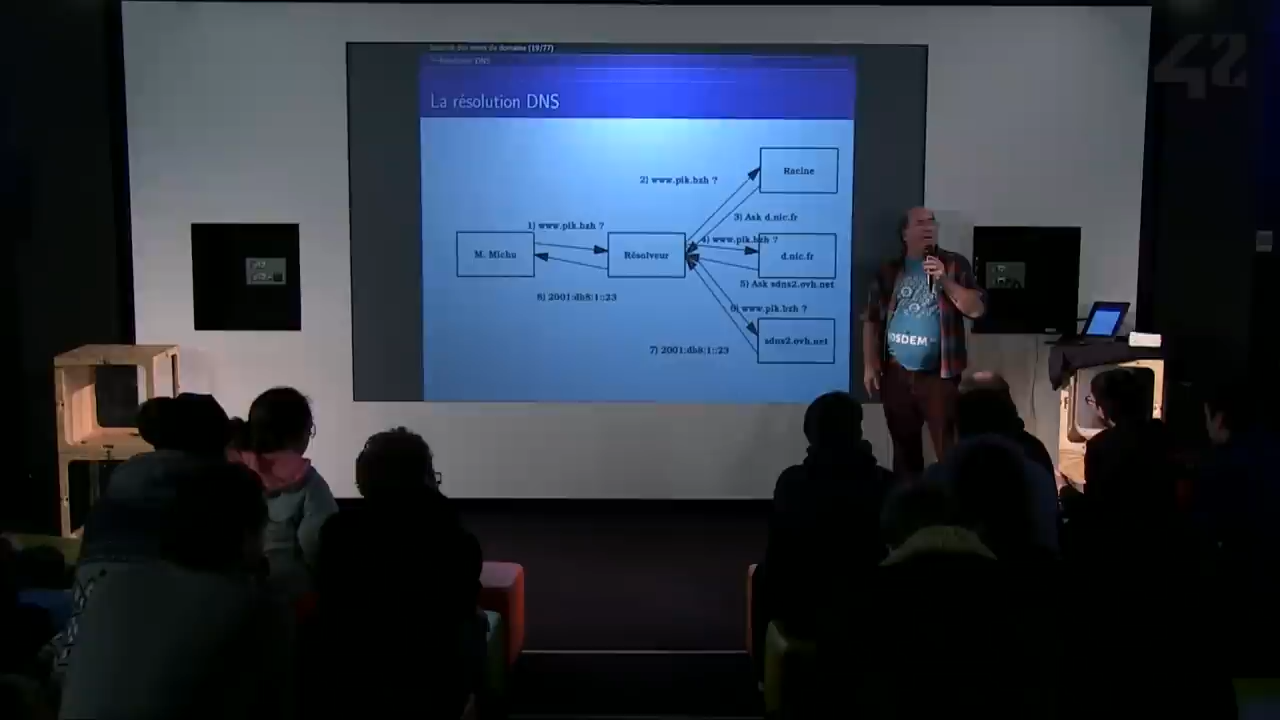 Sécurité des noms de domaine (19/77)
Résolution DNS
La résolution DNS
Racine
2) www.pik.bzh ?
3) Ask d.nic.fr
1) www.pik.bzh ?
4) www.pik.bzh ?
M. Michu
Résolveur
d.nic.fr
5) Ask sdns2.ovh.net
8) 2001:db8:1::23
6) www.pik.bzh ?
sdns2.ovh.net
7) 2001:db8:1::23
OSDEM
42